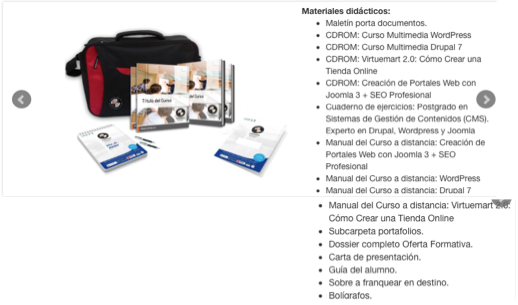 Materiales didácticos:
Maletín porta documentos.
CDROM: Curso Multimedia WordPress
CDROM: Curso Multimedia Drupal 7
CDROM: Virtuemart 2.0: Cómo Crear una
Tienda Online
CDROM: Creación de Portales Web con
Joomla 3 + SEO Profesional
Cuaderno de ejercicios: Postgrado en
Sistemas de Gestión de Contenidos (CMS).
Experto en Drupal, Wordpress y Joomla
Manual del Curso a distancia: Creación de
Portales Web con Joomla 3 + SEO
Profesional
Manual del Curso a distancia: WordPress
Manual del Curso a distancia: Drupal 7
Manual del Curso a distancia: Virtuemart 2.0:
Cómo Crear una Tienda Online
Subcarpeta portafolios.
Dossier completo Oferta Formativa.
Carta de presentación.
Guía del alumno.
Sobre a franquear en destino.
Bolígrafos.
Título del Curso